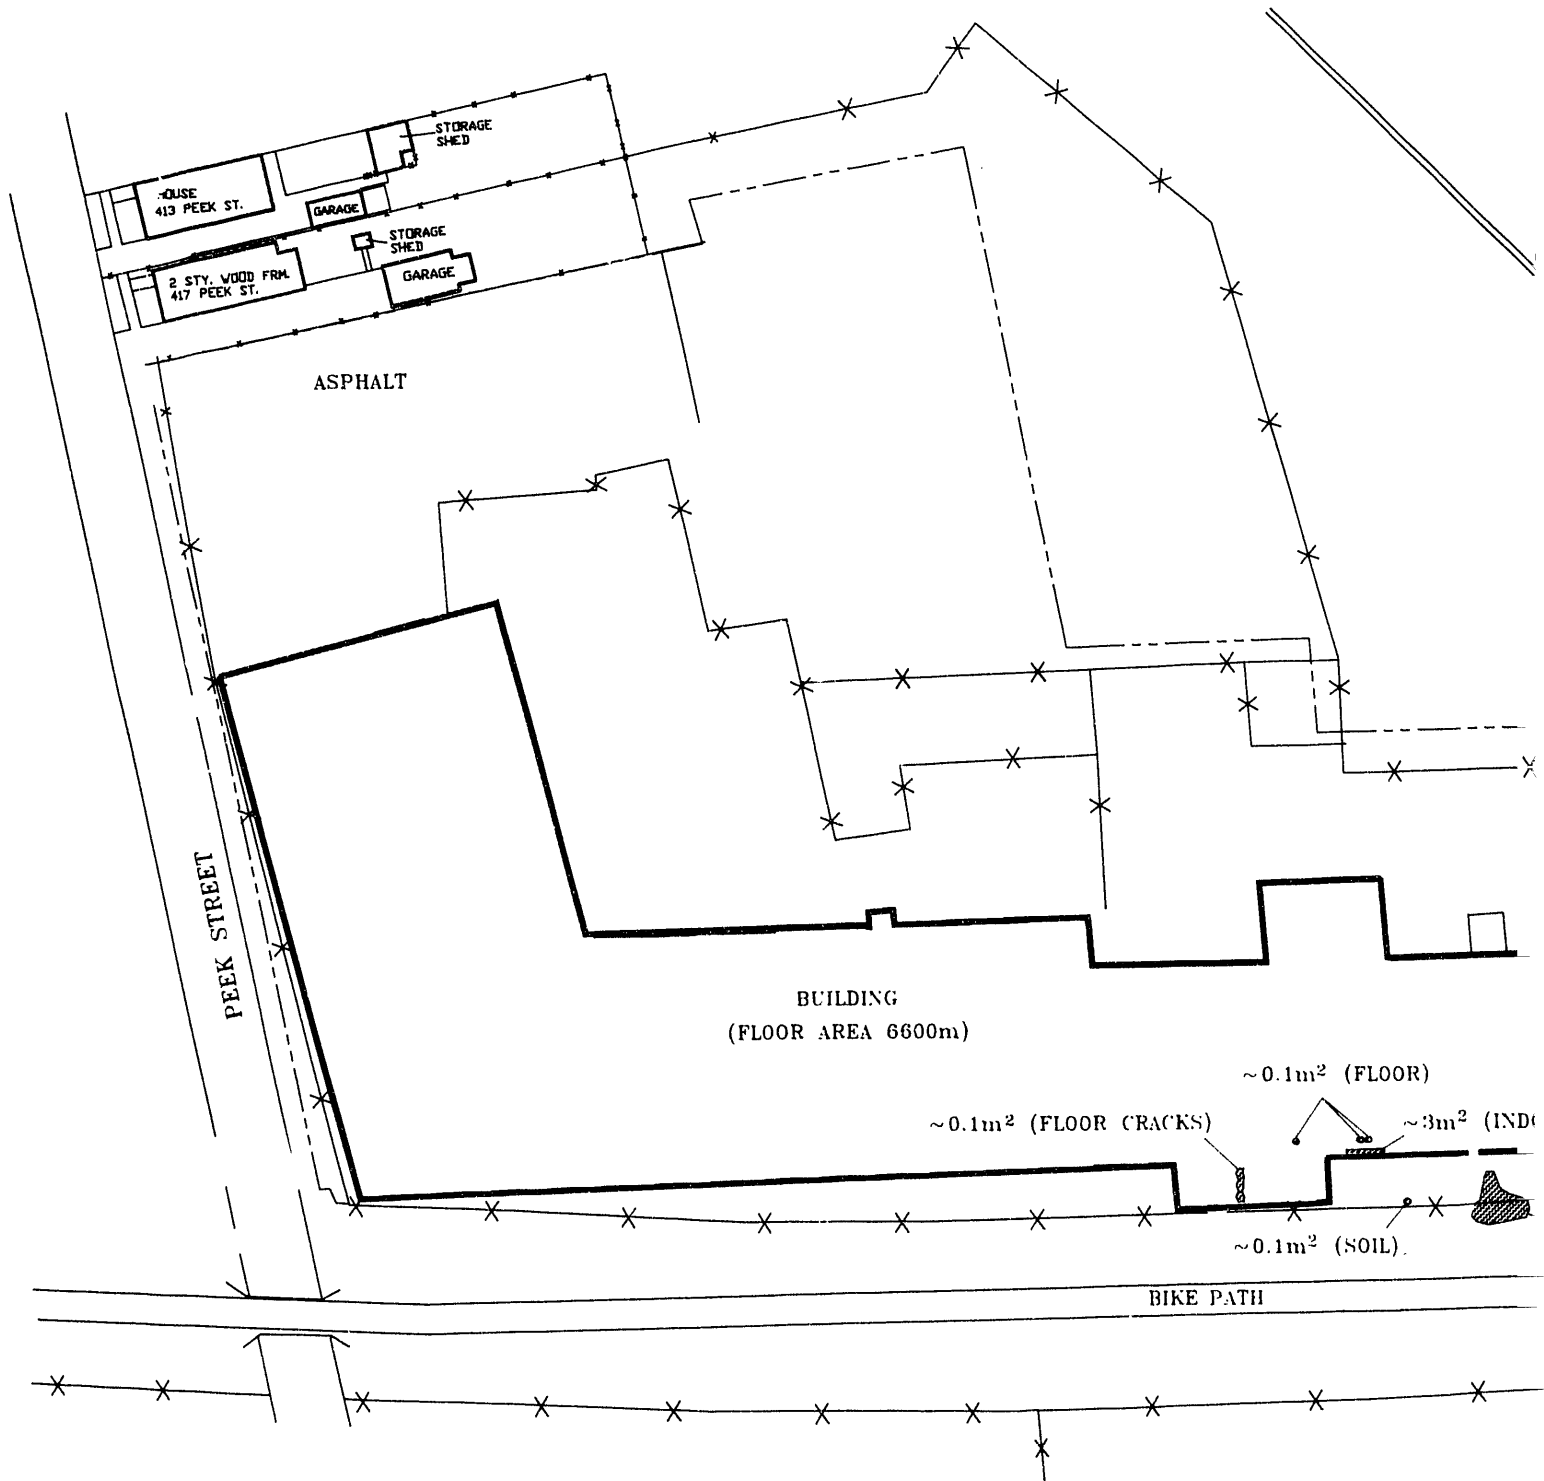 STORAGE
SHED
HOUSE
413 PEEK ST.
GARAGE
STORAGE
SHED
2 STY. WOOD FRM.
417 PEEK ST.
GARAGE
ASPHALT
PEEK STREET
BUILDING
(FLOOR AREA 6600m)
~0.1m² (FLOOR)
~0.1m² (FLOOR CRACKS)
~3m²
~0.1m² (SOIL)
BIKE PATH